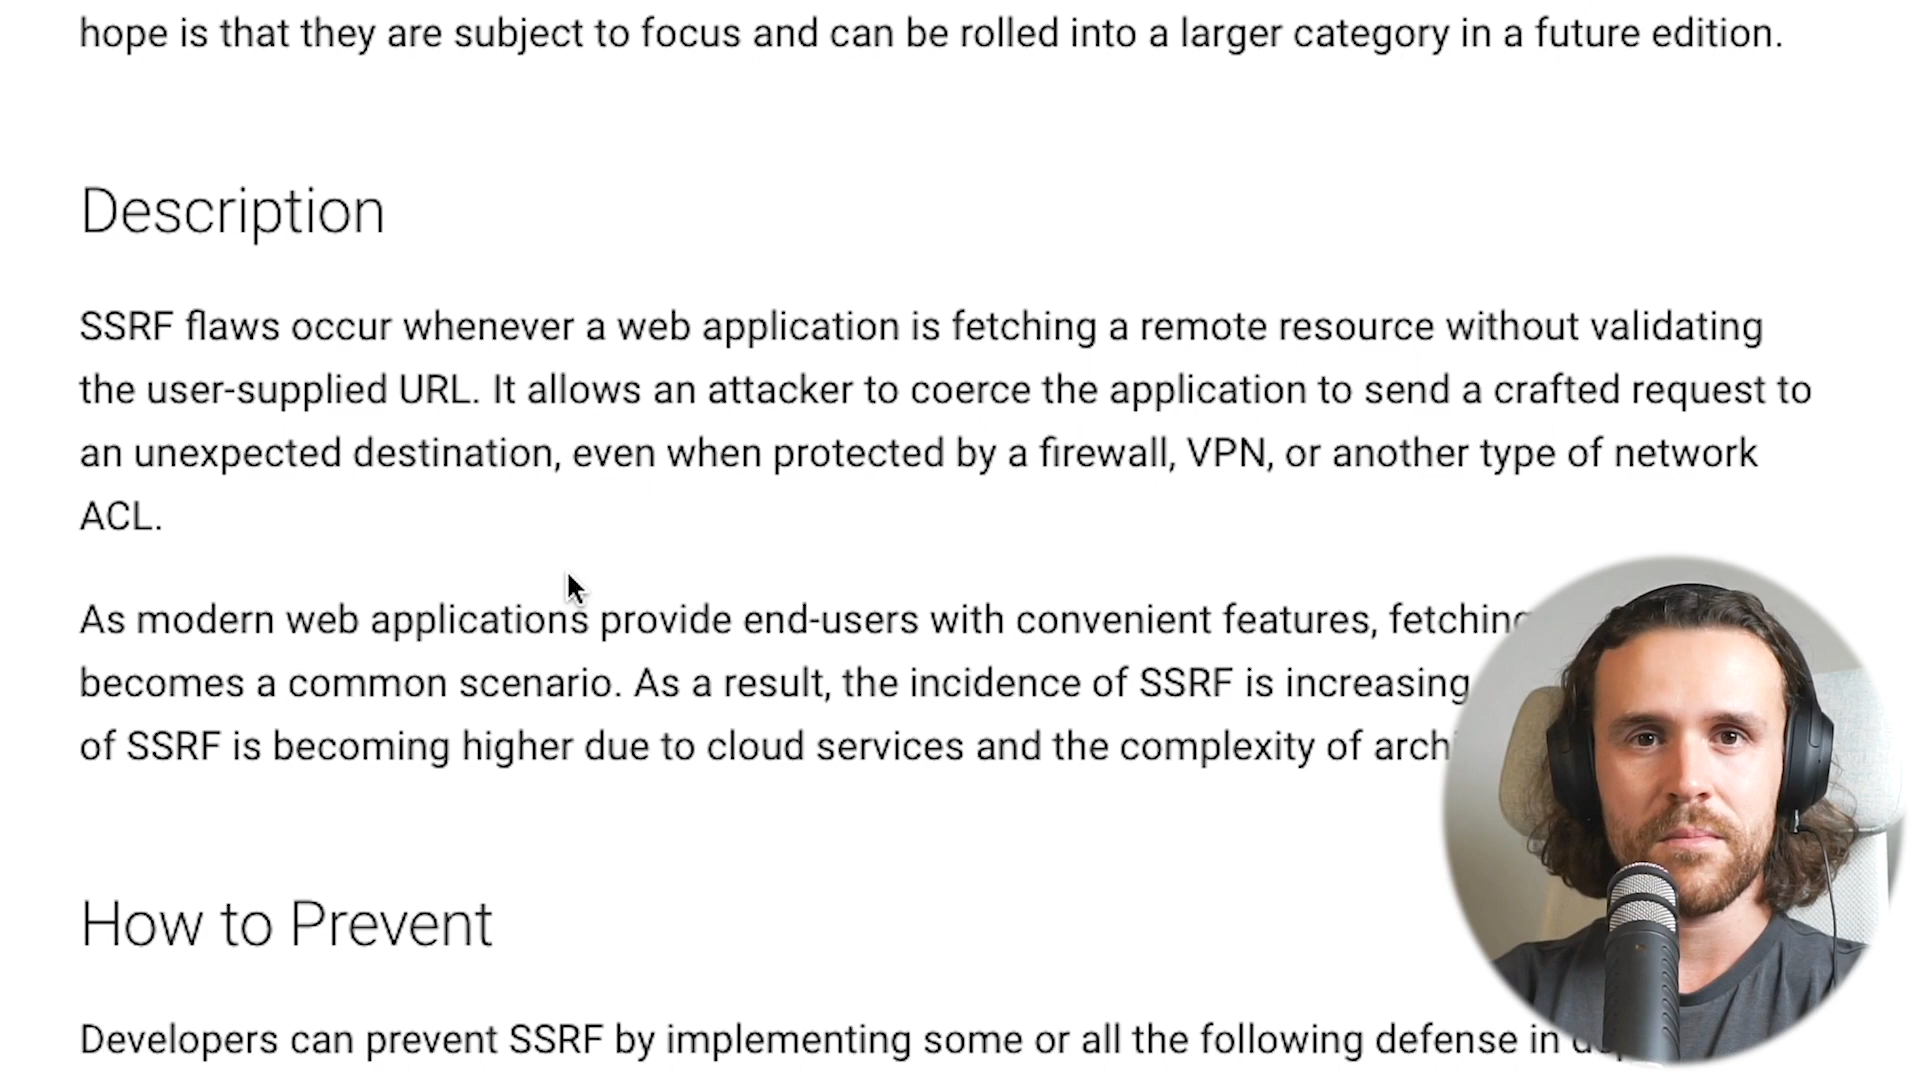 hope is that they are subject to focus and can be rolled into a larger category in a future edition.
Description
SSRF flaws occur whenever a web application is fetching a remote resource without validating
the user-supplied URL. It allows an attacker to coerce the application to send a crafted request to
an unexpected destination, even when protected by a firewall, VPN, or another type of network
ACL.
As modern web applications provide end-users with convenient features, fetching
becomes a common scenario. As a result, the incidence of SSRF is increasing
of SSRF is becoming higher due to cloud services and the complexity of
How to Prevent
Developers can prevent SSRF by implementing some or all the following defense in